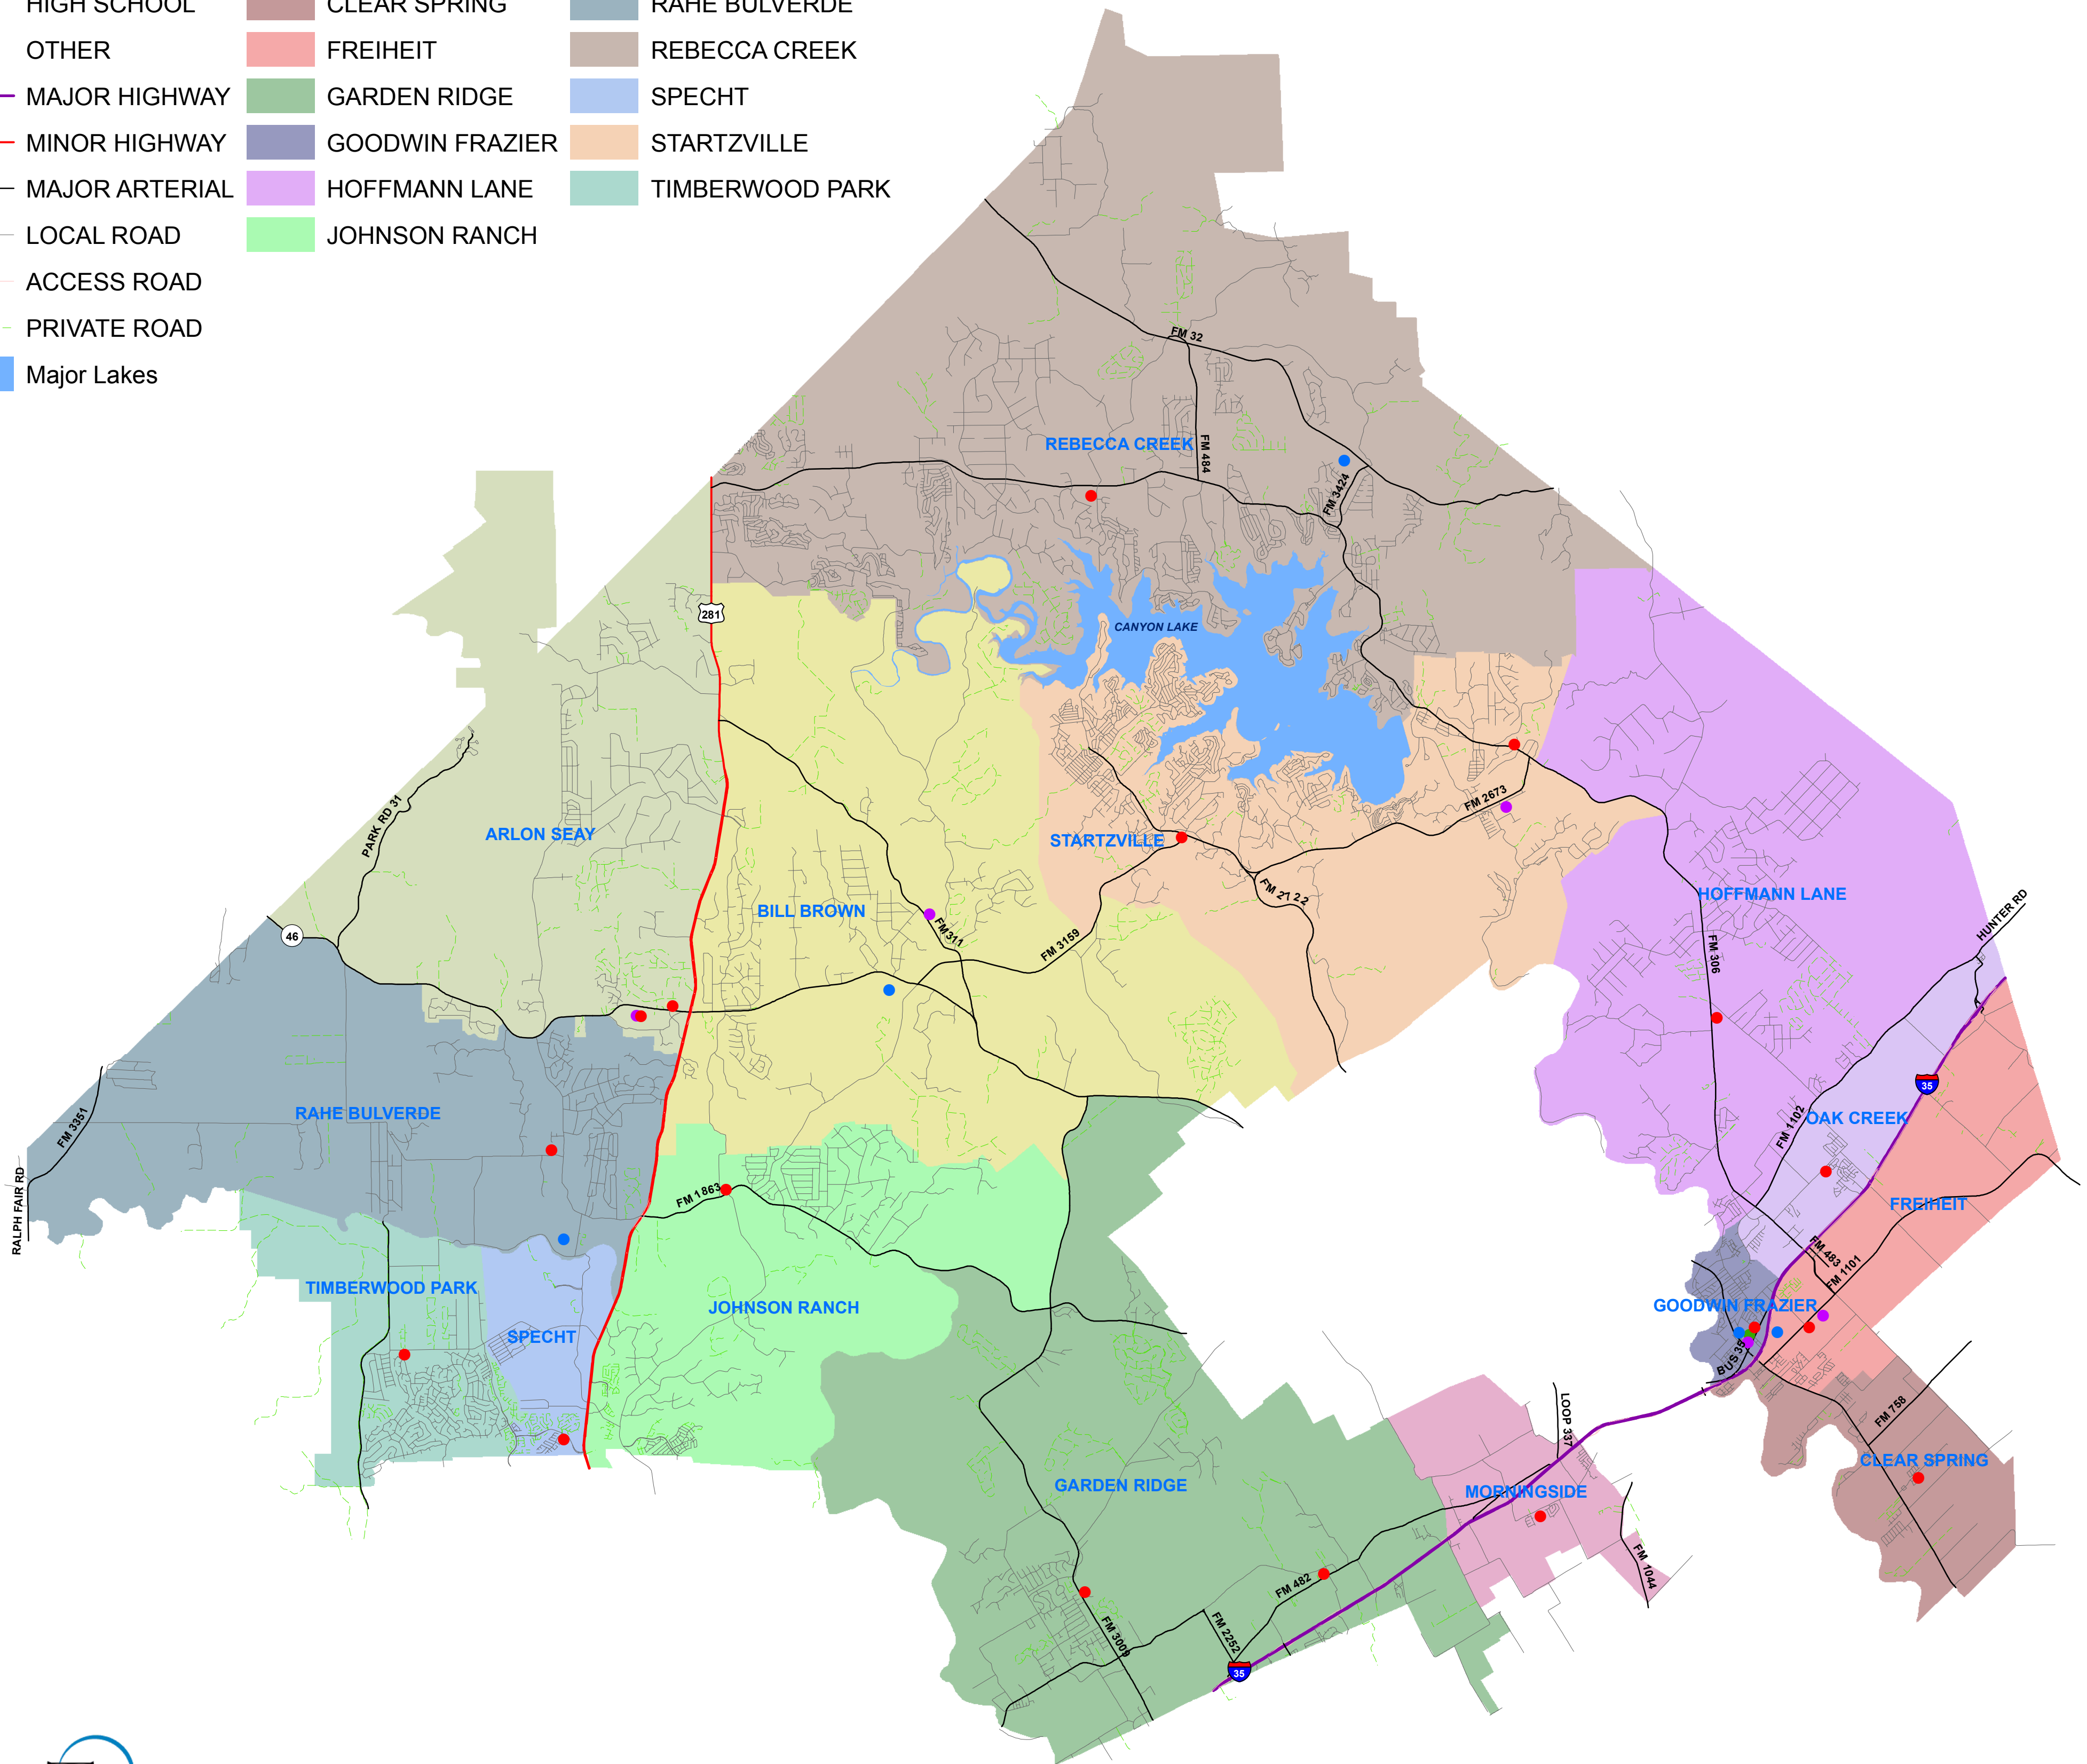 HIGH SCHOOL
OTHER
MAJOR HIGHWAY
MINOR HIGHWAY
MAJOR ARTERIAL
LOCAL ROAD
ACCESS ROAD
PRIVATE ROAD
Major Lakes
CLEAR SPRING
FREIHEIT
GARDEN RIDGE
GOODWIN FRAZIER
HOFFMANN LANE
JOHNSON RANCH
RAHE BULVERDE
REBECCA CREEK
SPECHT
STARTZVILLE
TIMBERWOOD PARK
FM 32
REBECCA CREEK
FM 484
FM 3424
281
CANYON LAKE
PARK RD 31
ARLON SEAY
STARTZVILLE
FM 2673
BILL BROWN
FM 2722
HOFFMANN LANE
HUNTER RD
46
FM 311
FM 3159
FM 306
35
RAHE BULVERDE
FM 3351
FM 1102
OAK CREEK
RALPH FAIR RD
FM 1863
FREIHEIT
FM 483
FM 1101
TIMBERWOOD PARK
JOHNSON RANCH
GOODWIN FRAZIER
SPECHT
BUS 35
LOOP 337
FM 758
CLEAR SPRING
GARDEN RIDGE
MORNINGSIDE
FM 482
FM 1044
FM 3009
FM 2252
35